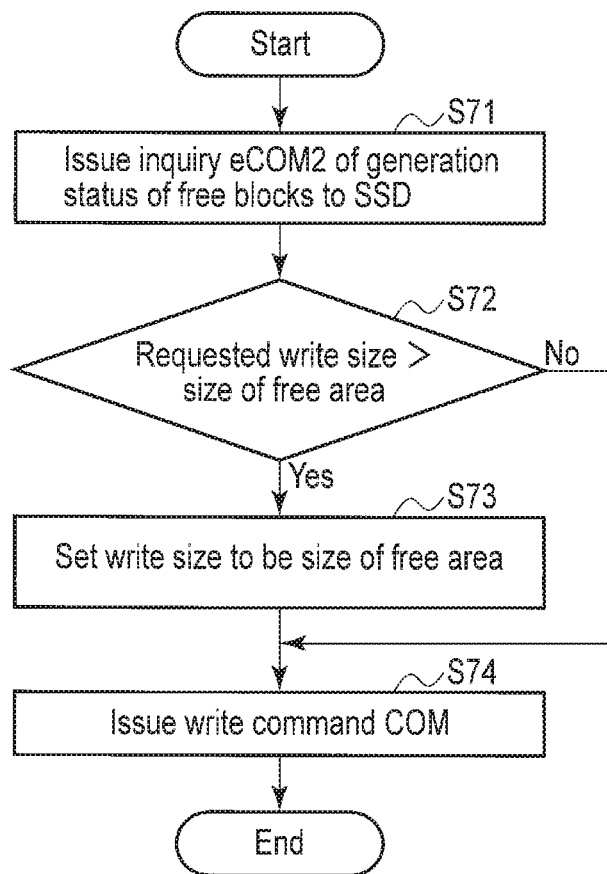 Start
S71
Issue inquiry eCOM2 of generation
status of free blocks to SSD
S72
Requested write size >
size of free area
No
Yes
S73
Set write size to be size of free area
S74
Issue write command COM
End